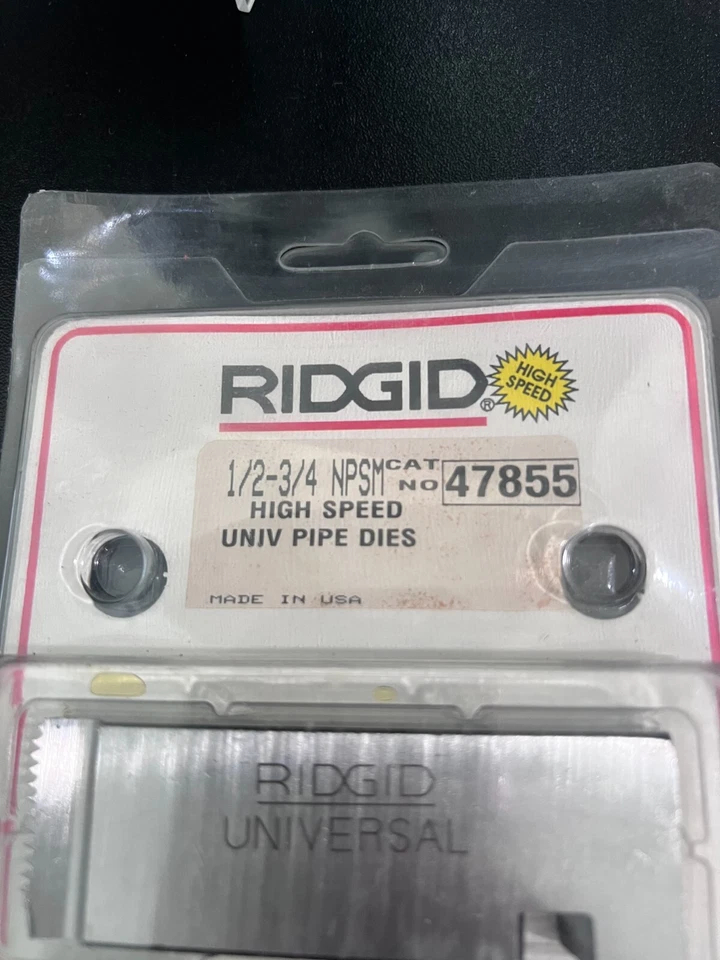 RIDGID®
HIGH
SPEED
1/2-3/4 NPSM CAT NO 47855
HIGH SPEED
UNIV PIPE DIES
MADE IN USA
RIDGID
UNIVERSAL